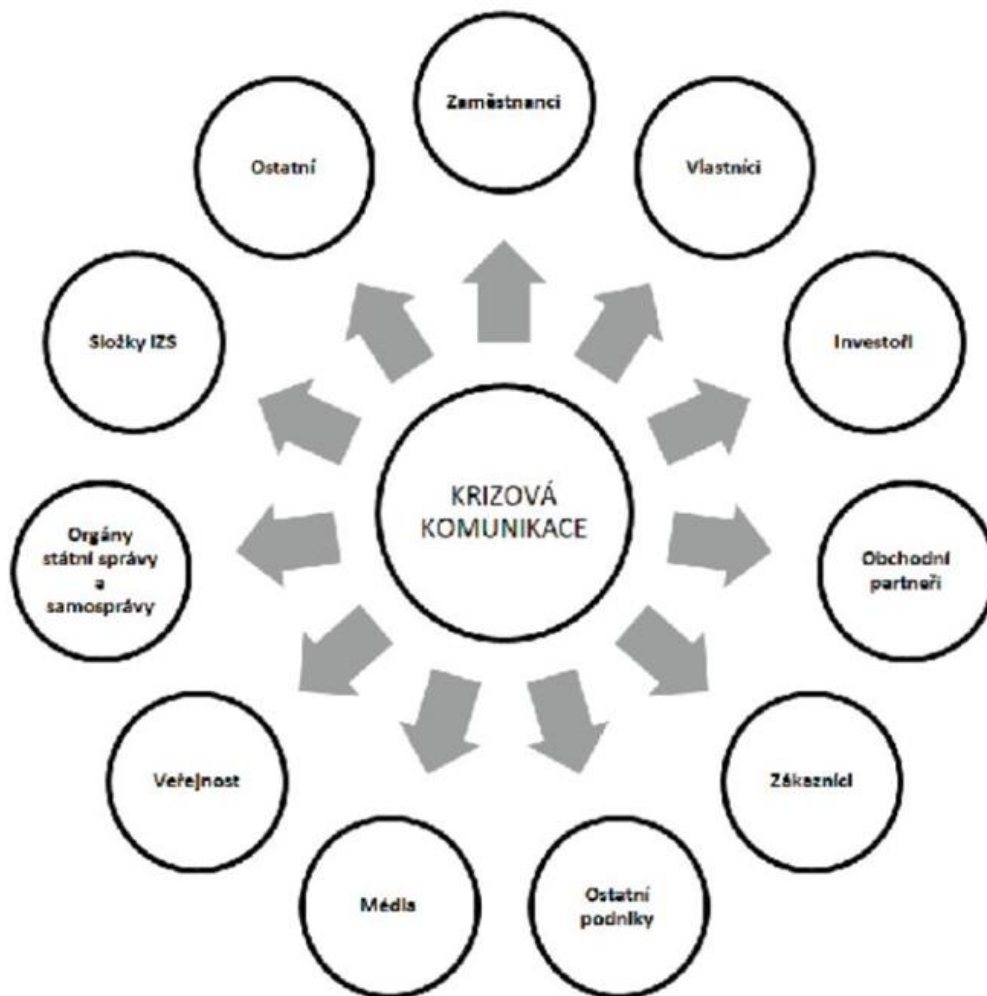 Zaměstnanci
Vlastníci
Investoři
Obchodní
partneři
Zákazníci
Ostatní
podniky
Média
Veřejnost
Orgány
státní správy
a
samosprávy
Složky IZS
Ostatní
KRIZOVÁ
KOMUNIKACE